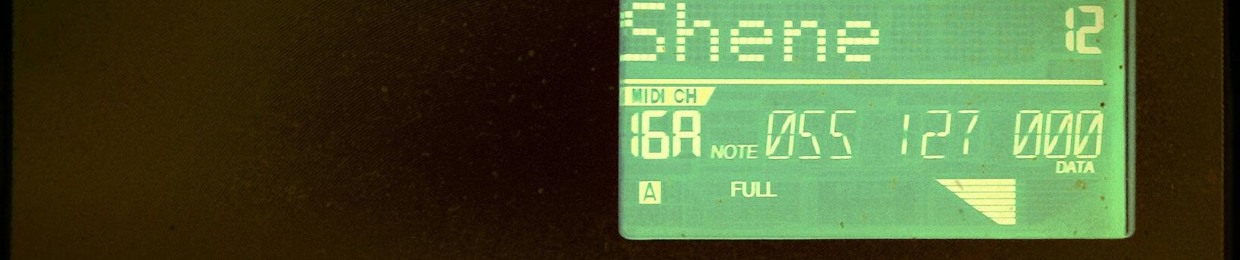 Shene 12
MIDI CH
16A NOTE 055 127 000
DATA
A FULL